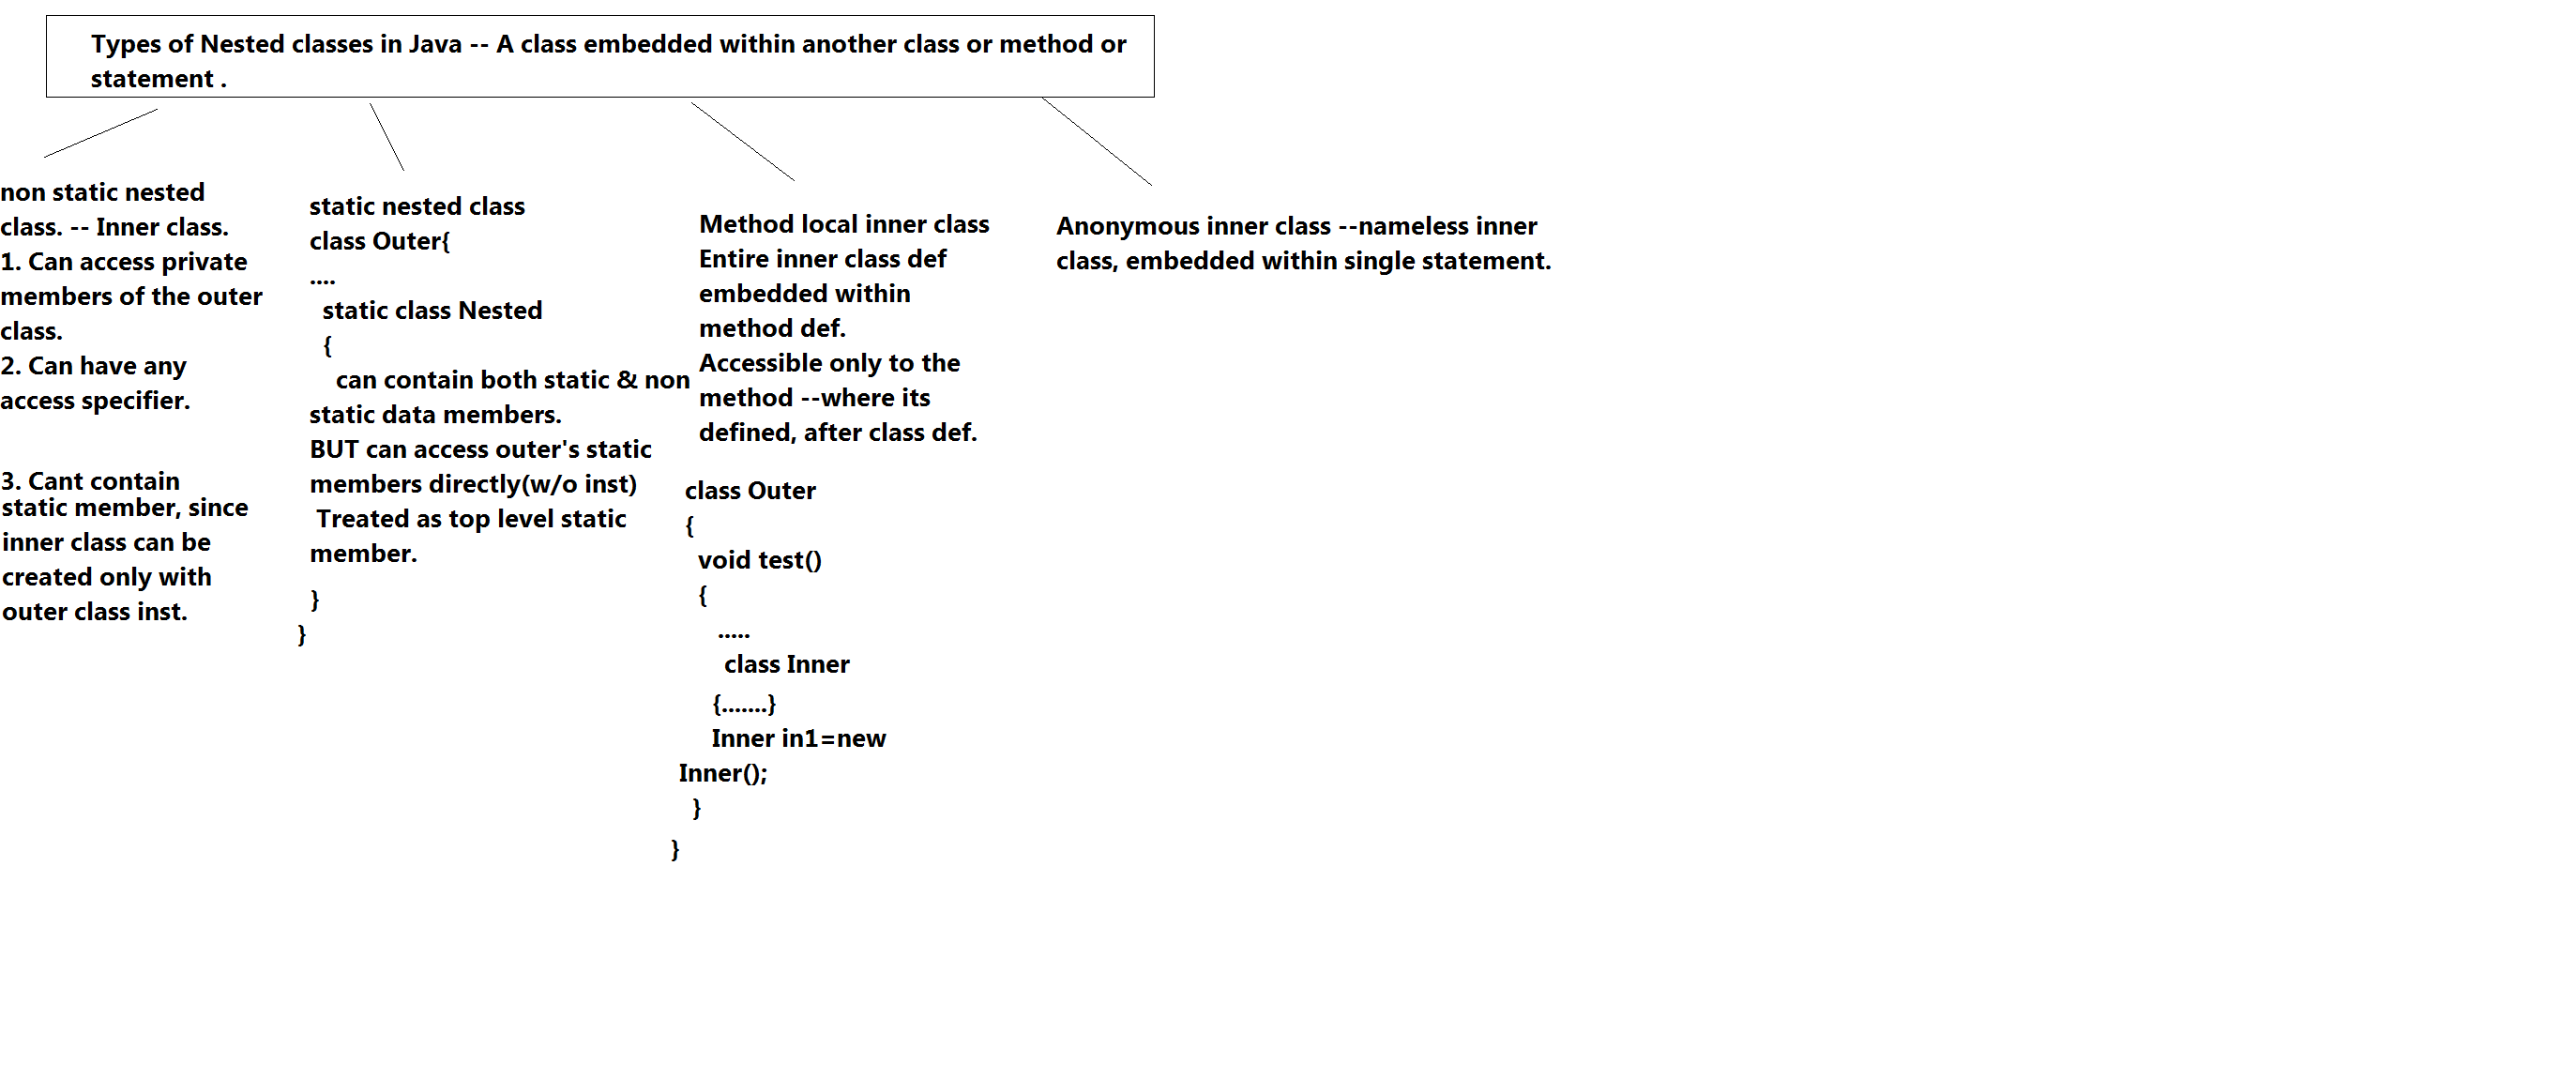 Types of Nested classes in Java -- A class embedded within another class or method or
statement .
non static nested
class. -- Inner class.
1. Can access private
members of the outer
class.
2. Can have any
access specifier.
3. Cant contain
static member, since
inner class can be
created only with
outer class inst.
static nested class
class Outer{
....
static class Nested
{
can contain both static & non
static data members.
BUT can access outer's static
members directly(w/o inst)
Treated as top level static
member.
}
}
Method local inner class
Entire inner class def
embedded within
method def.
Accessible only to the
method --where its
defined, after class def.
class Outer
{
void test()
{
.....
class Inner
{.......}
Inner in1=new
Inner();
}
}
Anonymous inner class --nameless inner
class, embedded within single statement.